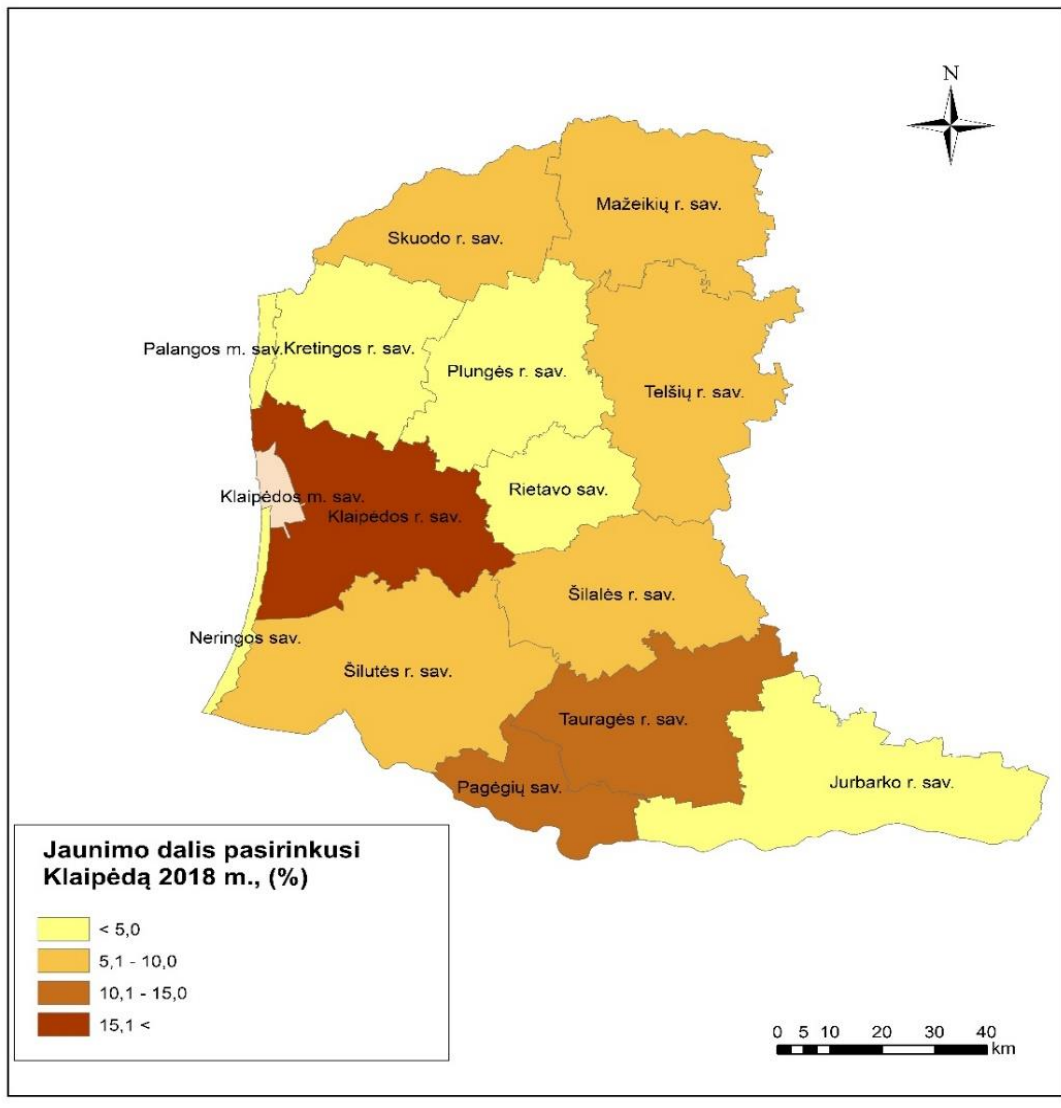 N
Mažeikių r. sav.
Skuodo r. sav.
Palangos m. sav.
Kretingos r. sav.
Plungės r. sav.
Telšių r. sav.
Klaipėdos m. sav.
Rietavo sav.
Klaipėdos r. sav.
Šilalės r. sav.
Neringos sav.
Šilutės r. sav.
Tauragės r. sav.
Pagėgių sav.
Jurbarko r. sav.
Jaunimo dalis pasirinkusi
Klaipėdą 2018 m., (%)
< 5,0
5,1 - 10,0
10,1 - 15,0
15,1 <
0 5 10 20 30 40
km